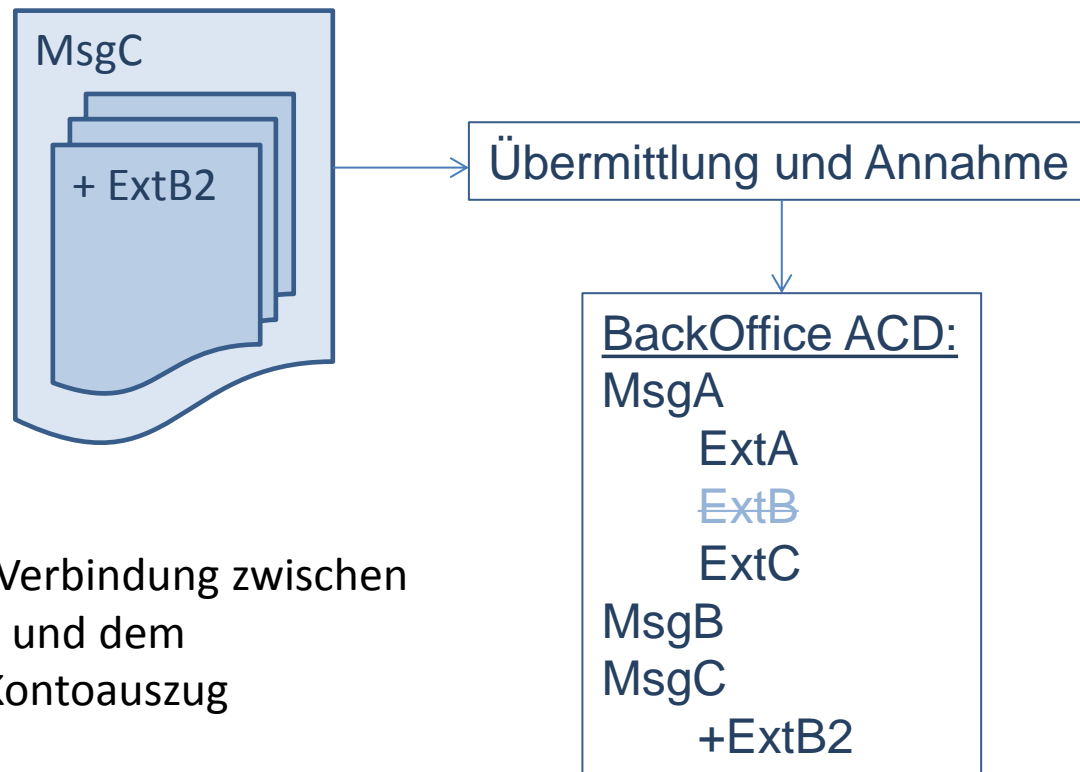 MsgC
+ ExtB2
Übermittlung und Annahme
BackOffice ACD:
MsgA
ExtA
ExtB
ExtC
MsgB
MsgC
+ExtB2
Verbindung zwischen
und dem
Kontoauszug